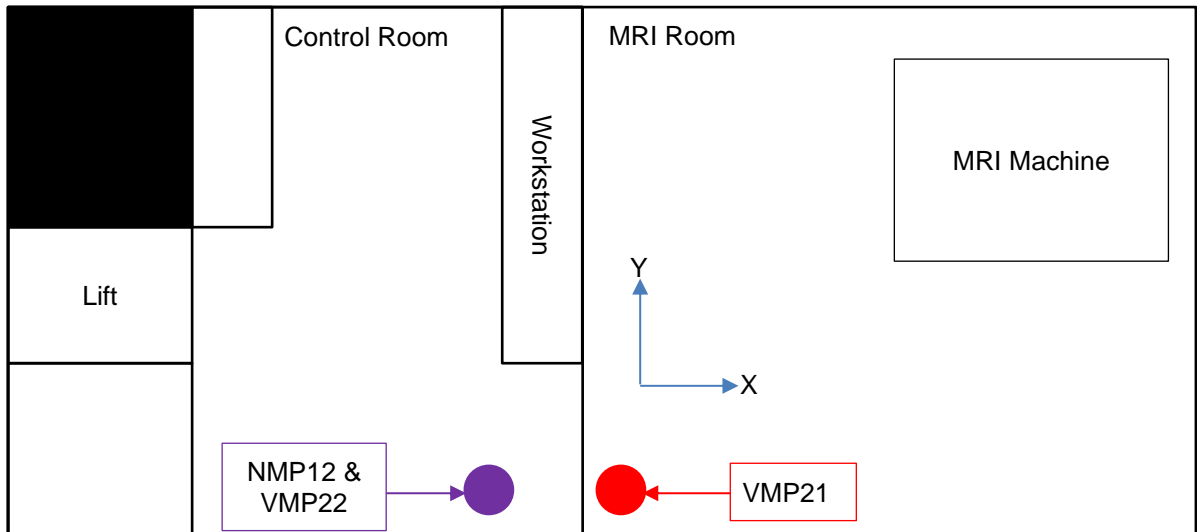 Control Room
MRI Room
Workstation
MRI Machine
Lift
Y
X
NMP12 &
VMP22
VMP21